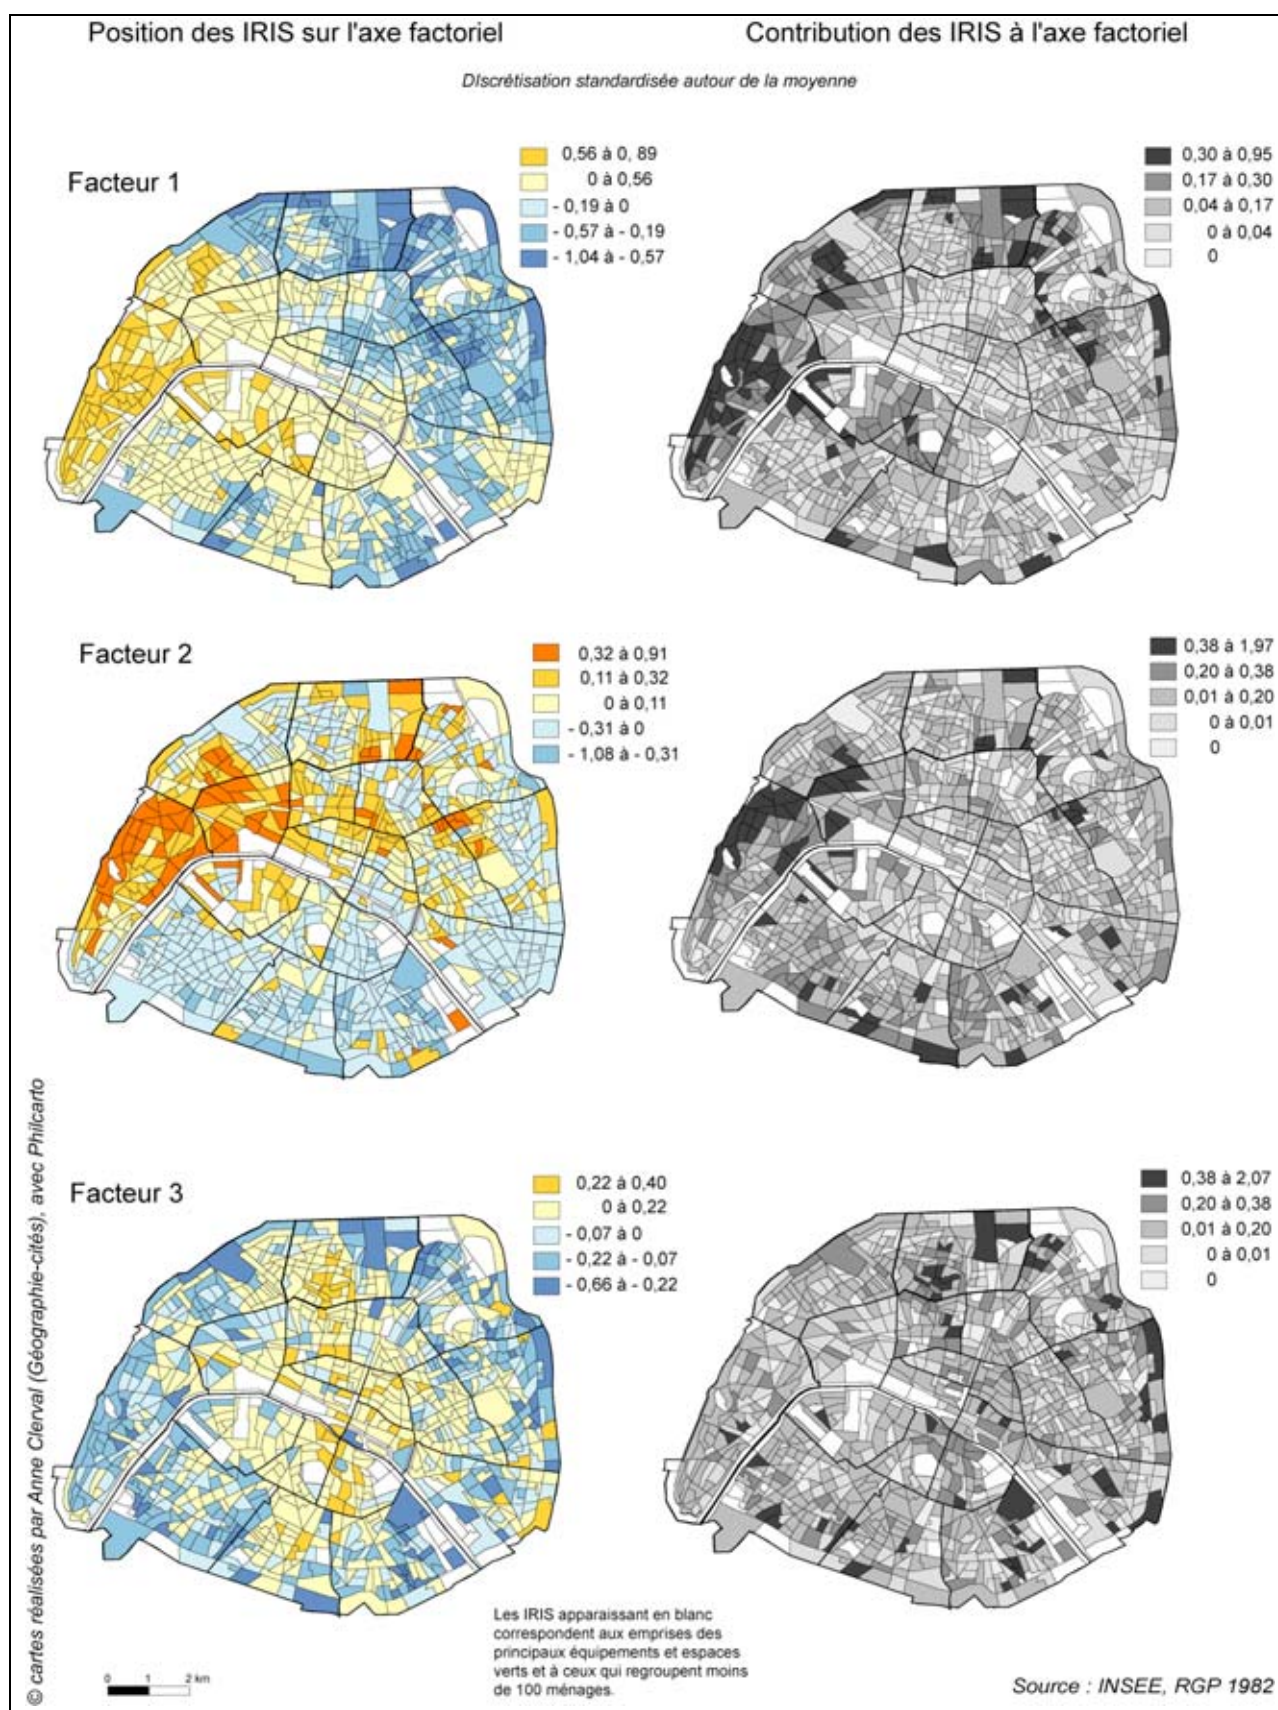 Position des IRIS sur l'axe factoriel
Contribution des IRIS à l'axe factoriel
DIscrétisation standardisée autour de la moyenne
Facteur 1
0,56 à 0, 89
0 à 0,56
- 0,19 à 0
- 0,57 à - 0,19
- 1,04 à - 0,57
0,30 à 0,95
0,17 à 0,30
0,04 à 0,17
0 à 0,04
0
Facteur 2
0,32 à 0,91
0,11 à 0,32
0 à 0,11
- 0,31 à 0
- 1,08 à - 0,31
0,38 à 1,97
0,20 à 0,38
0,01 à 0,20
0 à 0,01
0
Facteur 3
0,22 à 0,40
0 à 0,22
- 0,07 à 0
- 0,22 à - 0,07
- 0,66 à - 0,22
0,38 à 2,07
0,20 à 0,38
0,01 à 0,20
0 à 0,01
0
© cartes réalisées par Anne Clerval (Géographie-cités), avec Philcarto
0 1 2 km
Les IRIS apparaissant en blanc
correspondent aux emprises des
principaux équipements et espaces
verts et à ceux qui regroupent moins
de 100 ménages.
Source : INSEE, RGP 1982